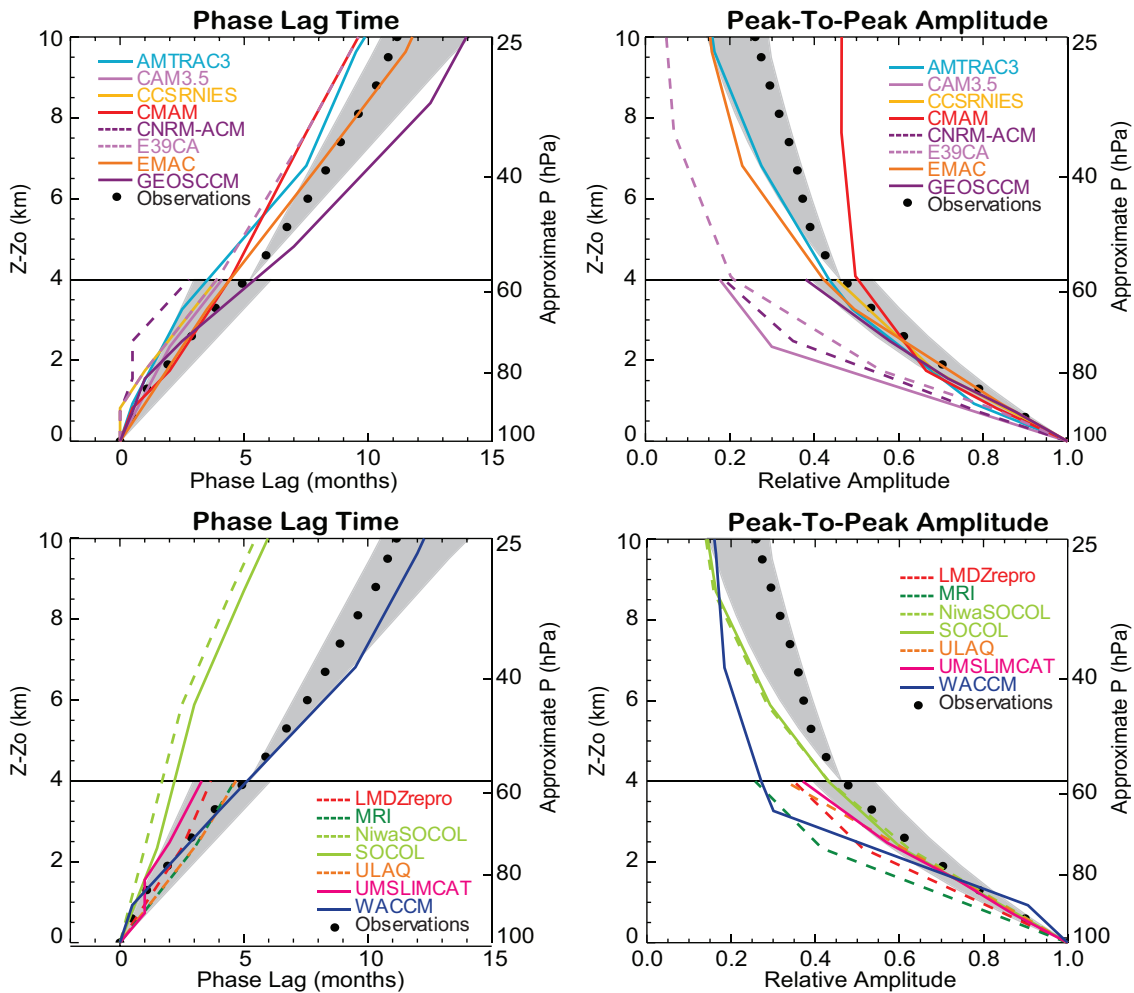 Phase Lag Time
10
8
6
4
2
0
Z-Zo (km)
AMTRAC3
CAM3.5
CCSRNIES
CMAM
CNRM-ACM
E39CA
EMAC
GEOSCCM
Observations
25
40
60
80
100
Approximate P (hPa)
0
5
10
15
Phase Lag (months)
Peak-To-Peak Amplitude
10
8
6
4
2
0
Z-Zo (km)
AMTRAC3
CAM3.5
CCSRNIES
CMAM
CNRM-ACM
E39CA
EMAC
GEOSCCM
Observations
25
40
60
80
100
Approximate P (hPa)
0.0
0.2
0.4
0.6
0.8
1.0
Relative Amplitude
Phase Lag Time
10
8
6
4
2
0
Z-Zo (km)
LMDZrepro
MRI
NiwaSOCOL
SOCOL
ULAQ
UMSLIMCAT
WACCM
Observations
25
40
60
80
100
Approximate P (hPa)
0
5
10
15
Phase Lag (months)
Peak-To-Peak Amplitude
10
8
6
4
2
0
Z-Zo (km)
LMDZrepro
MRI
NiwaSOCOL
SOCOL
ULAQ
UMSLIMCAT
WACCM
Observations
25
40
60
80
100
Approximate P (hPa)
0.0
0.2
0.4
0.6
0.8
1.0
Relative Amplitude